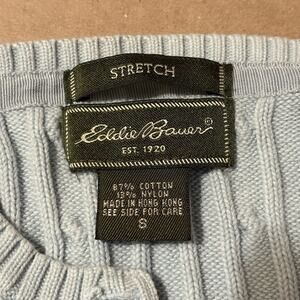 STRETCH
Eddie Bauer®
EST. 1920
87% COTTON
13% NYLON
MADE IN HONG KONG
SEE SIDE FOR CARE
S